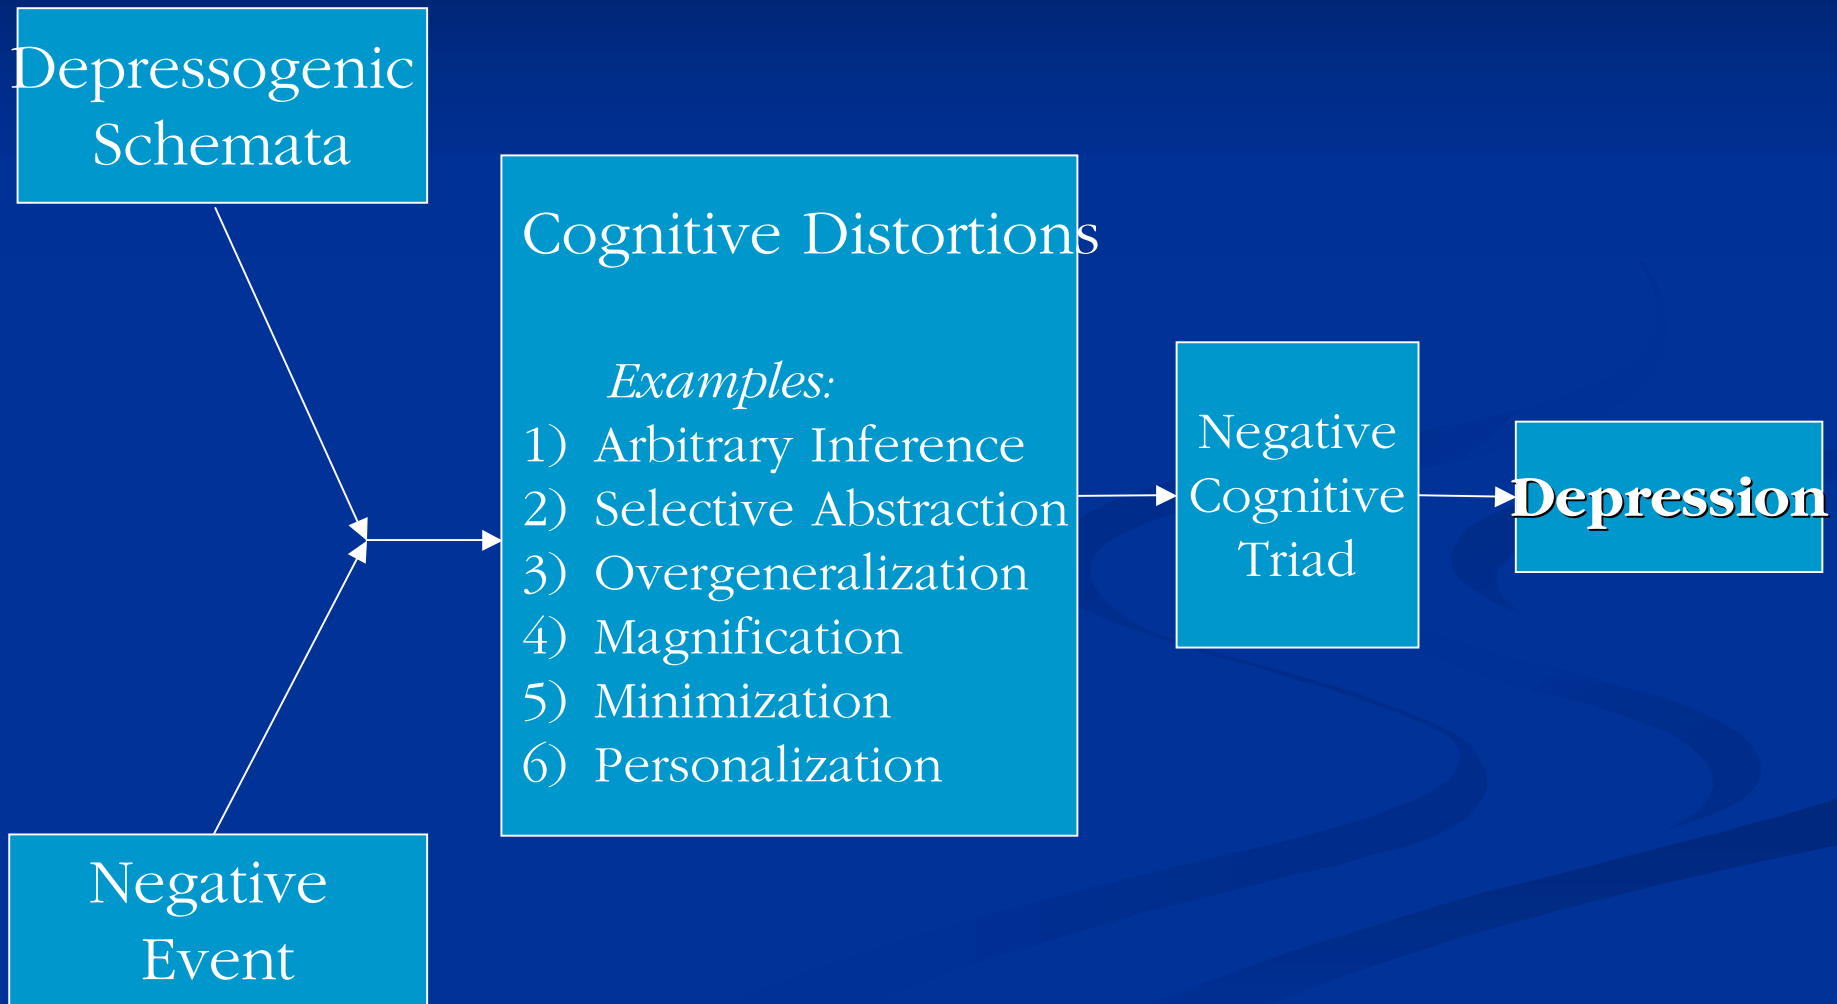 Depressogenic
Schemata
Cognitive Distortions
Examples:
1) Arbitrary Inference
2) Selective Abstraction
3) Overgeneralization
4) Magnification
5) Minimization
6) Personalization
Negative
Cognitive
Triad
Depression
Negative
Event